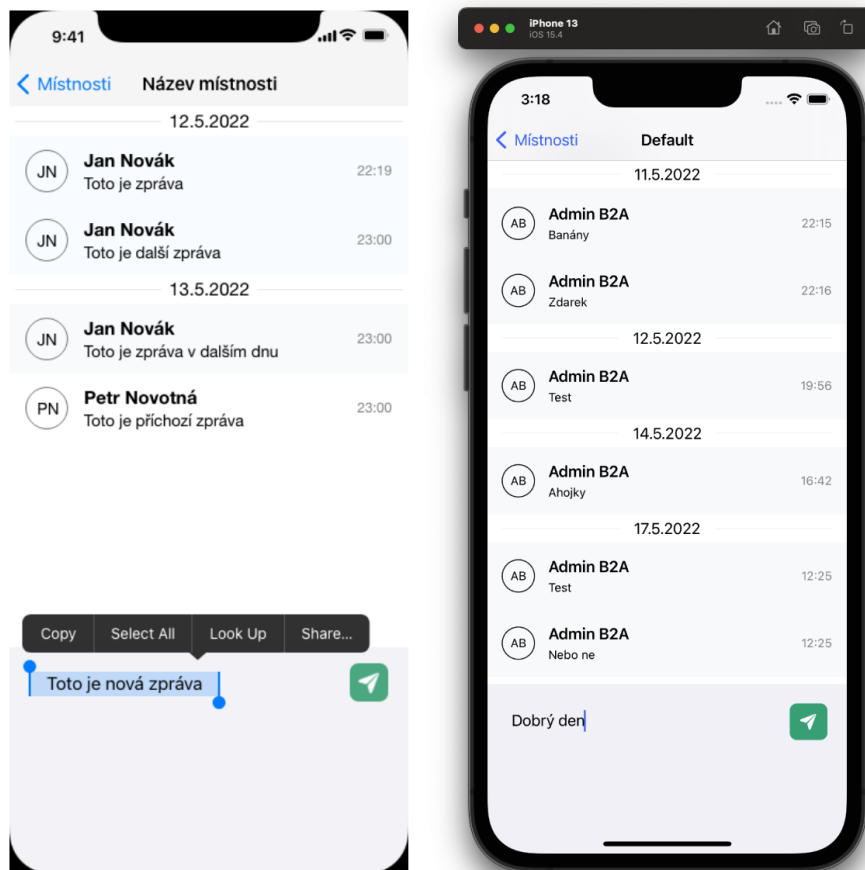 9:41
Místnosti
Název místnosti
12.5.2022
JN
Jan Novák
Toto je zpráva
22:19
JN
Jan Novák
Toto je další zpráva
23:00
13.5.2022
JN
Jan Novák
Toto je zpráva v dalším dnu
23:00
PN
Petr Novotná
Toto je příchozí zpráva
23:00
Copy
Select All
Look Up
Share...
Toto je nová zpráva
iPhone 13
iOS 15.4
3:18
Místnosti
Default
11.5.2022
AB
Admin B2A
Banány
22:15
AB
Admin B2A
Zdarek
22:16
12.5.2022
AB
Admin B2A
Test
19:56
14.5.2022
AB
Admin B2A
Ahojky
16:42
17.5.2022
AB
Admin B2A
Test
12:25
AB
Admin B2A
Nebo ne
12:25
Dobrý den